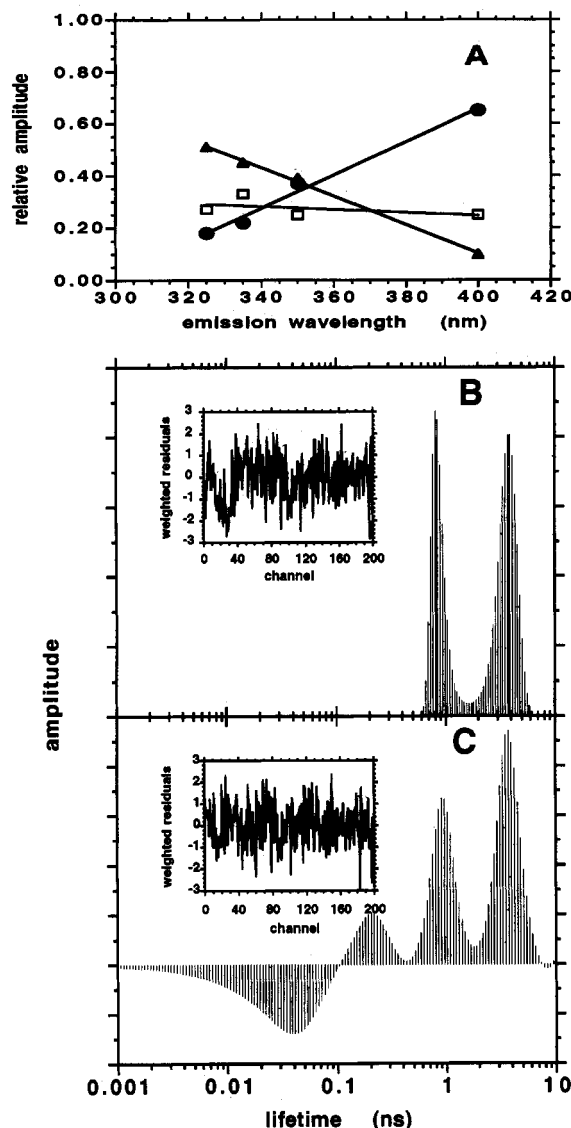 1.00
0.80
0.60
0.40
0.20
0.00
relative amplitude
A
300 320 340 360 380 400 420
emission wavelength (nm)
B
3
2
1
0
-1
-2
-3
weighted residuals
0 40 80 120 160 200
channel
amplitude
C
3
2
1
0
-1
-2
-3
weighted residuals
0 40 80 120 160 200
channel
0.001 0.01 0.1 1 10
lifetime (ns)